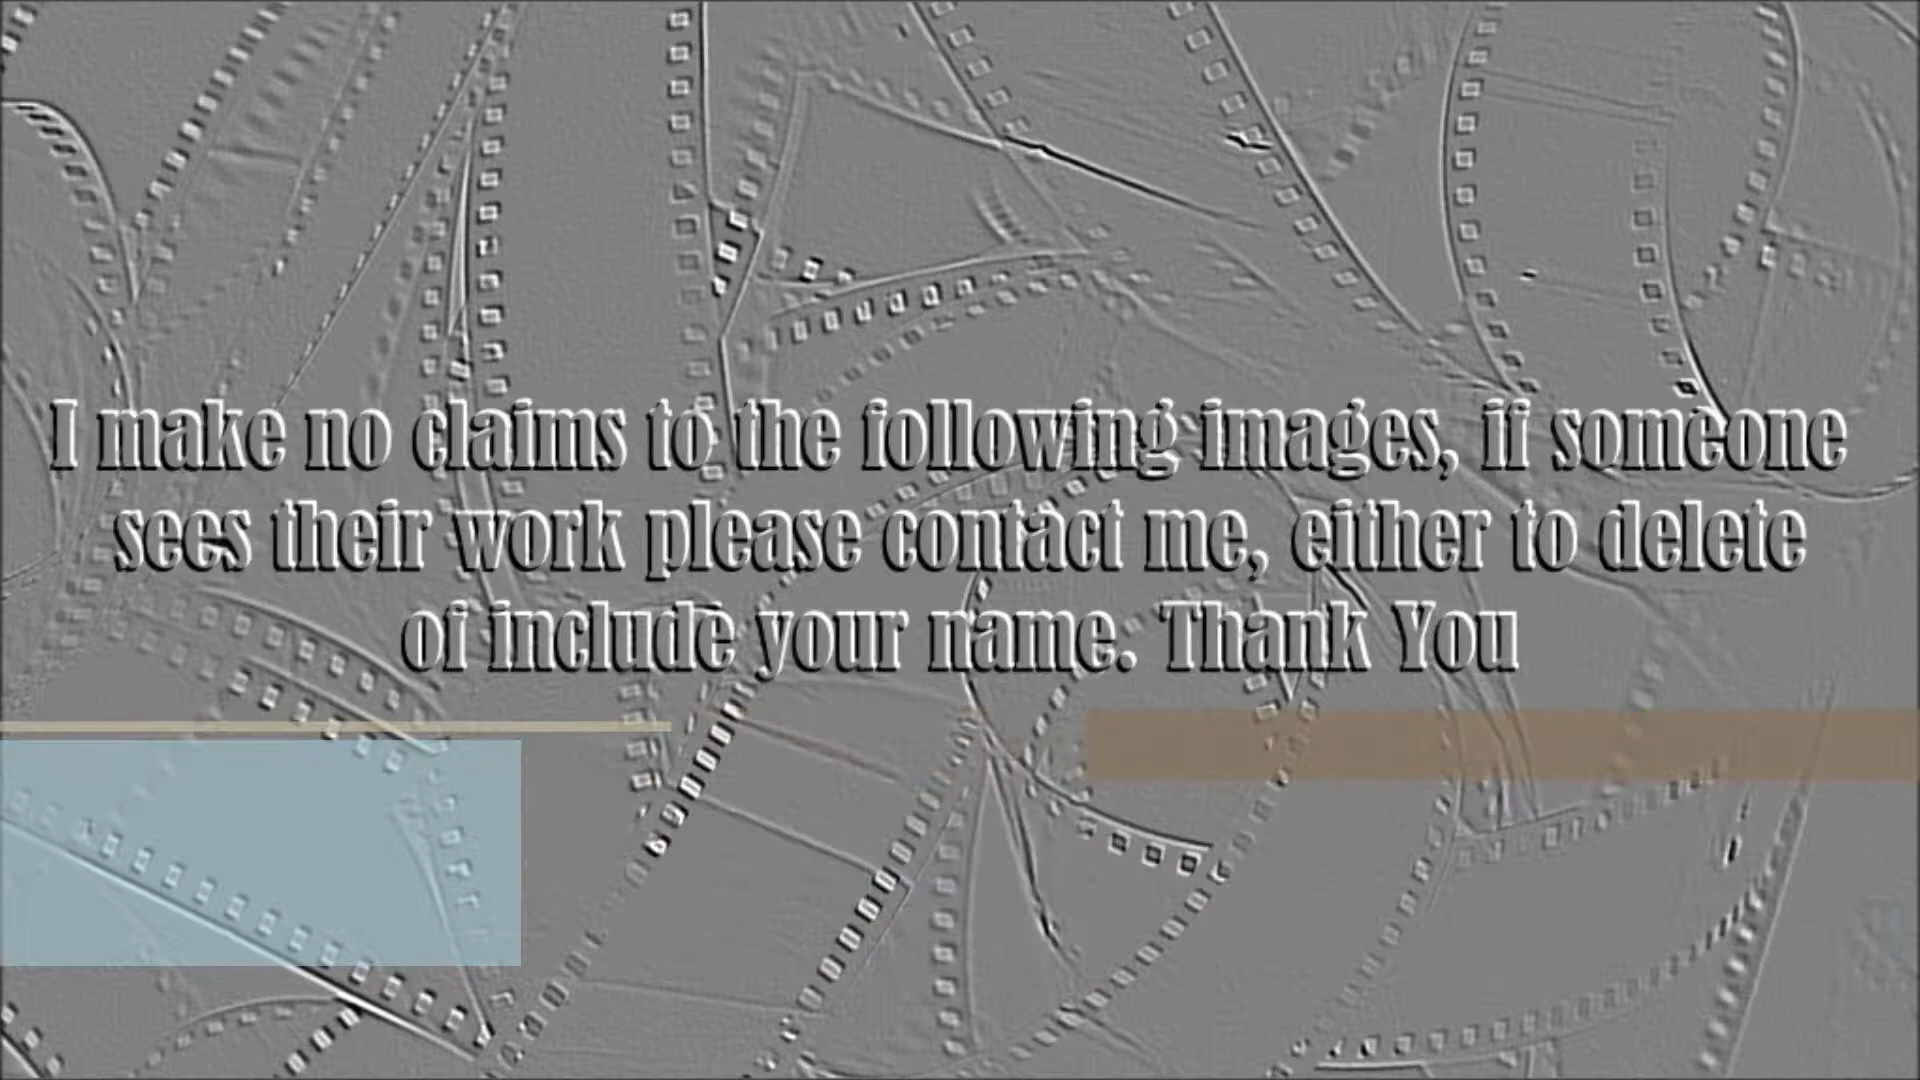 I make no claims to the following images, if someone
sees their work please contact me, either to delete
of include your name. Thank You